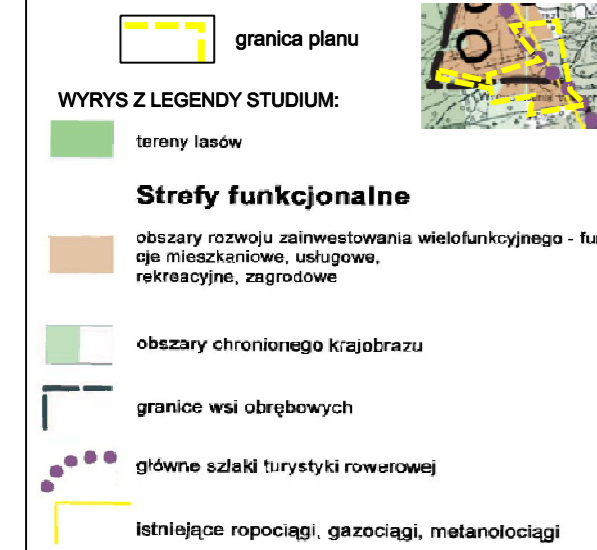 granica planu
WYRYS Z LEGENDY STUDIUM:
tereny lasów
Strefy funkcjonalne
obszary rozwoju zainwestowania wielofunkcyjnego - fun
cje mieszkaniowe, usługowe,
rekreacyjne, zagrodowe
obszary chronionego krajobrazu
granice wsi obrębowych
główne szlaki turystyki rowerowej
istniejące ropociągi, gazociągi, metanolociągi